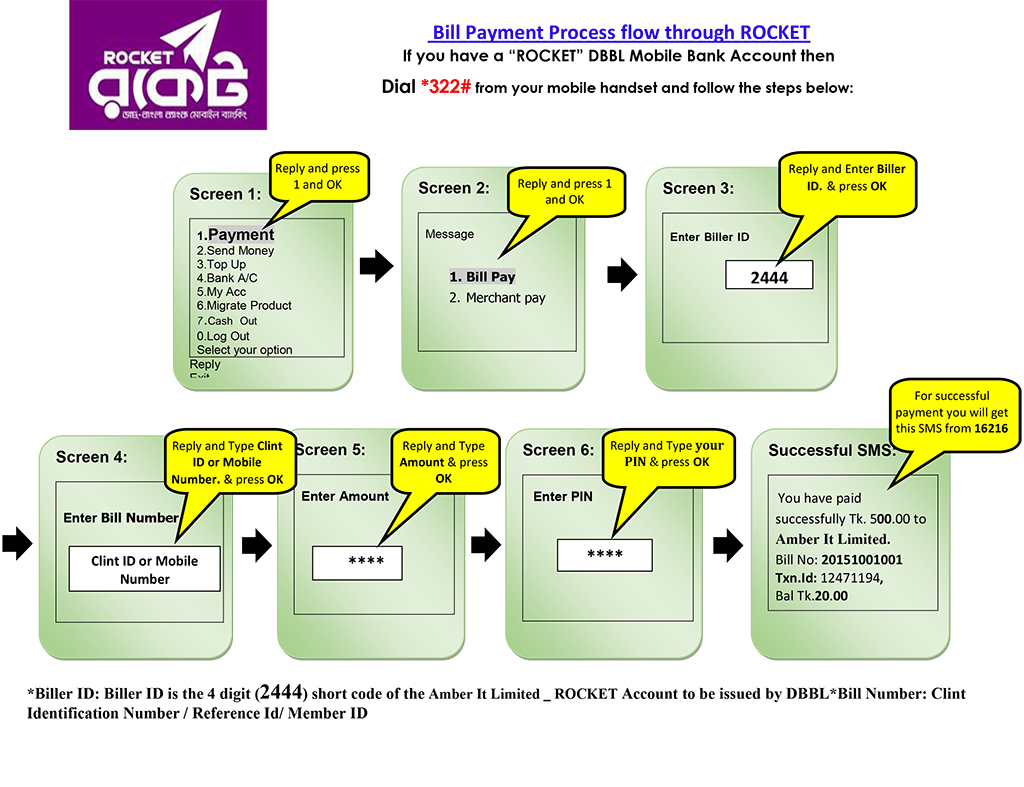 ROCKET
রকেট
ডাচ্-বাংলা ব্যাংক মোবাইল ব্যাংকিং
Bill Payment Process flow through ROCKET
If you have a “ROCKET” DBBL Mobile Bank Account then
Dial *322# from your mobile handset and follow the steps below:
Screen 1:
Reply and press
1 and OK
1.Payment
2.Send Money
3.Top Up
4.Bank A/C
5.My Acc
6.Migrate Product
7.Cash Out
0.Log Out
Select your option
Reply
Exit
Screen 2:
Reply and press 1
and OK
Message
1. Bill Pay
2. Merchant pay
Screen 3:
Reply and Enter Biller
ID. & press OK
Enter Biller ID
2444
Screen 4:
Reply and Type Clint
ID or Mobile
Number. & press OK
Enter Bill Number
Clint ID or Mobile
Number
Screen 5:
Reply and Type
Amount & press
OK
Enter Amount
****
Screen 6:
Reply and Type your
PIN & press OK
Enter PIN
****
Successful SMS:
For successful
payment you will get
this SMS from 16216
You have paid
successfully Tk. 500.00 to
Amber It Limited.
Bill No: 20151001001
Txn.Id: 12471194,
Bal Tk.20.00
*Biller ID: Biller ID is the 4 digit (2444) short code of the Amber It Limited _ ROCKET Account to be issued by DBBL*Bill Number: Clint
Identification Number / Reference Id/ Member ID